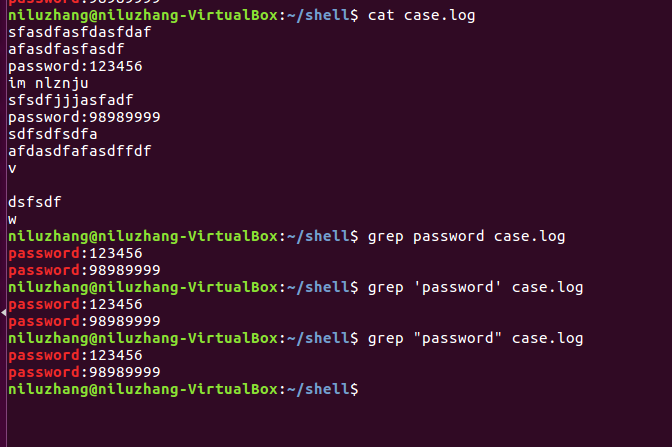 password:98989999
niluzhang@niluzhang-VirtualBox:~/shell$ cat case.log
sfasdfasfdasfdaf
afasdfasfasdf
password:123456
im nlznju
sfsdfjjjasfadf
password:98989999
sdfsdfsdfa
afdasdfafasdffdf
v
dsfsdf
w
niluzhang@niluzhang-VirtualBox:~/shell$ grep password case.log
password:123456
password:98989999
niluzhang@niluzhang-VirtualBox:~/shell$ grep 'password' case.log
password:123456
password:98989999
niluzhang@niluzhang-VirtualBox:~/shell$ grep "password" case.log
password:123456
password:98989999
niluzhang@niluzhang-VirtualBox:~/shell$